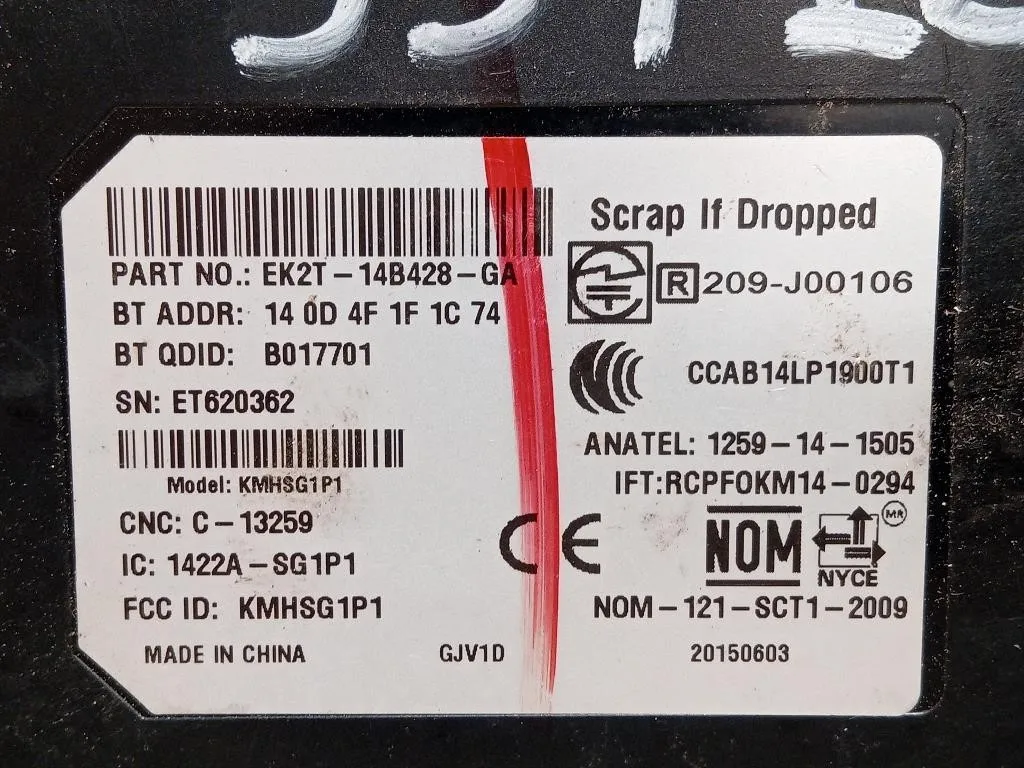 Scrap If Dropped
PART NO.: EK2T-14B428-GA
R 209-J00106
BT ADDR: 14 0D 4F 1F 1C 74
BT QDID: B017701
CCAB14LP1900T1
SN: ET620362
ANATEL: 1259-14-1505
Model: KMHSG1P1
IFT:RCPFOKM14-0294
CNC: C-13259
CE
NOM
MR
NYCE
IC: 1422A-SG1P1
FCC ID: KMHSG1P1
NOM-121-SCT1-2009
MADE IN CHINA
GJV1D
20150603